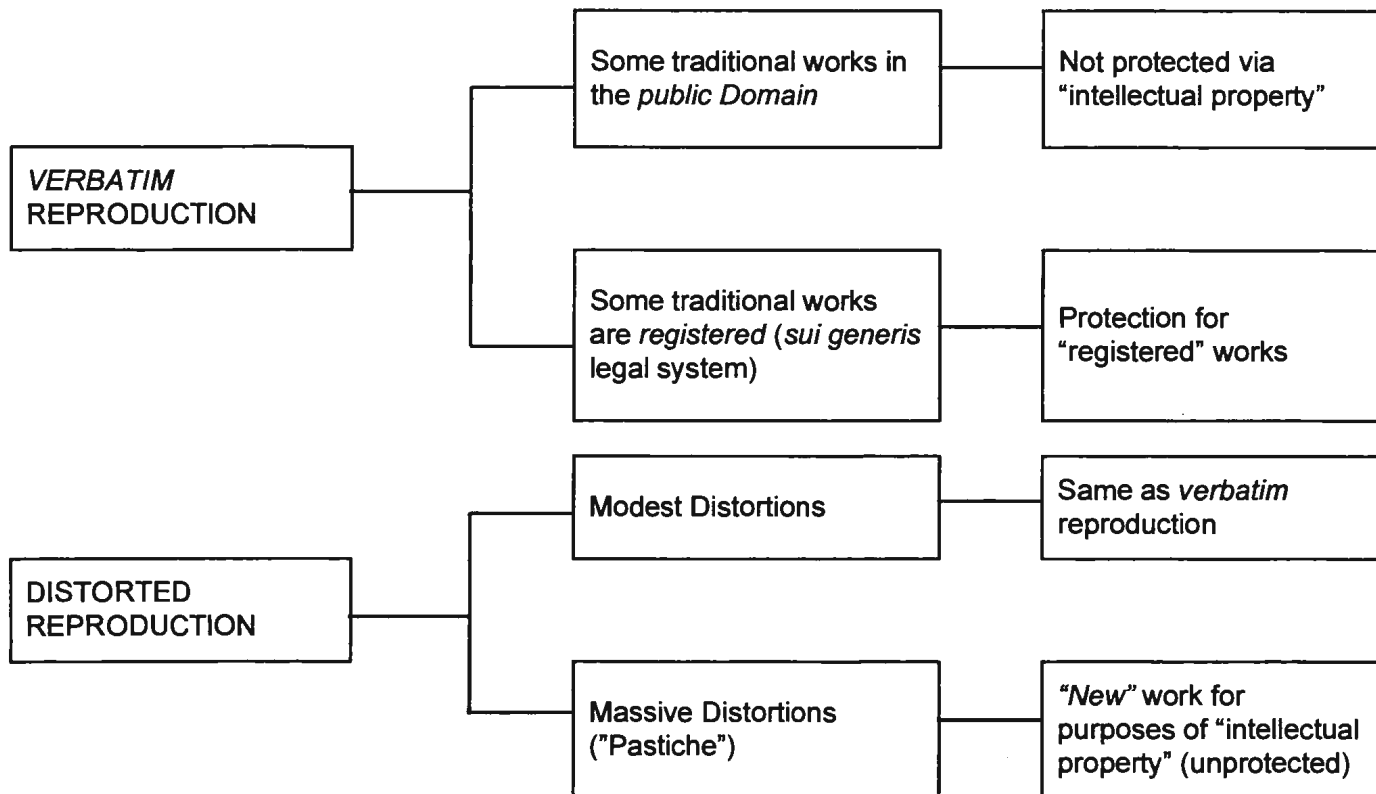 Some traditional works in
the public Domain
Not protected via
“intellectual property”
VERBATIM
REPRODUCTION
Some traditional works
are registered (sui generis
legal system)
Protection for
“registered” works
Modest Distortions
Same as verbatim
reproduction
DISTORTED
REPRODUCTION
Massive Distortions
(”Pastiche”)
“New” work for
purposes of “intellectual
property” (unprotected)